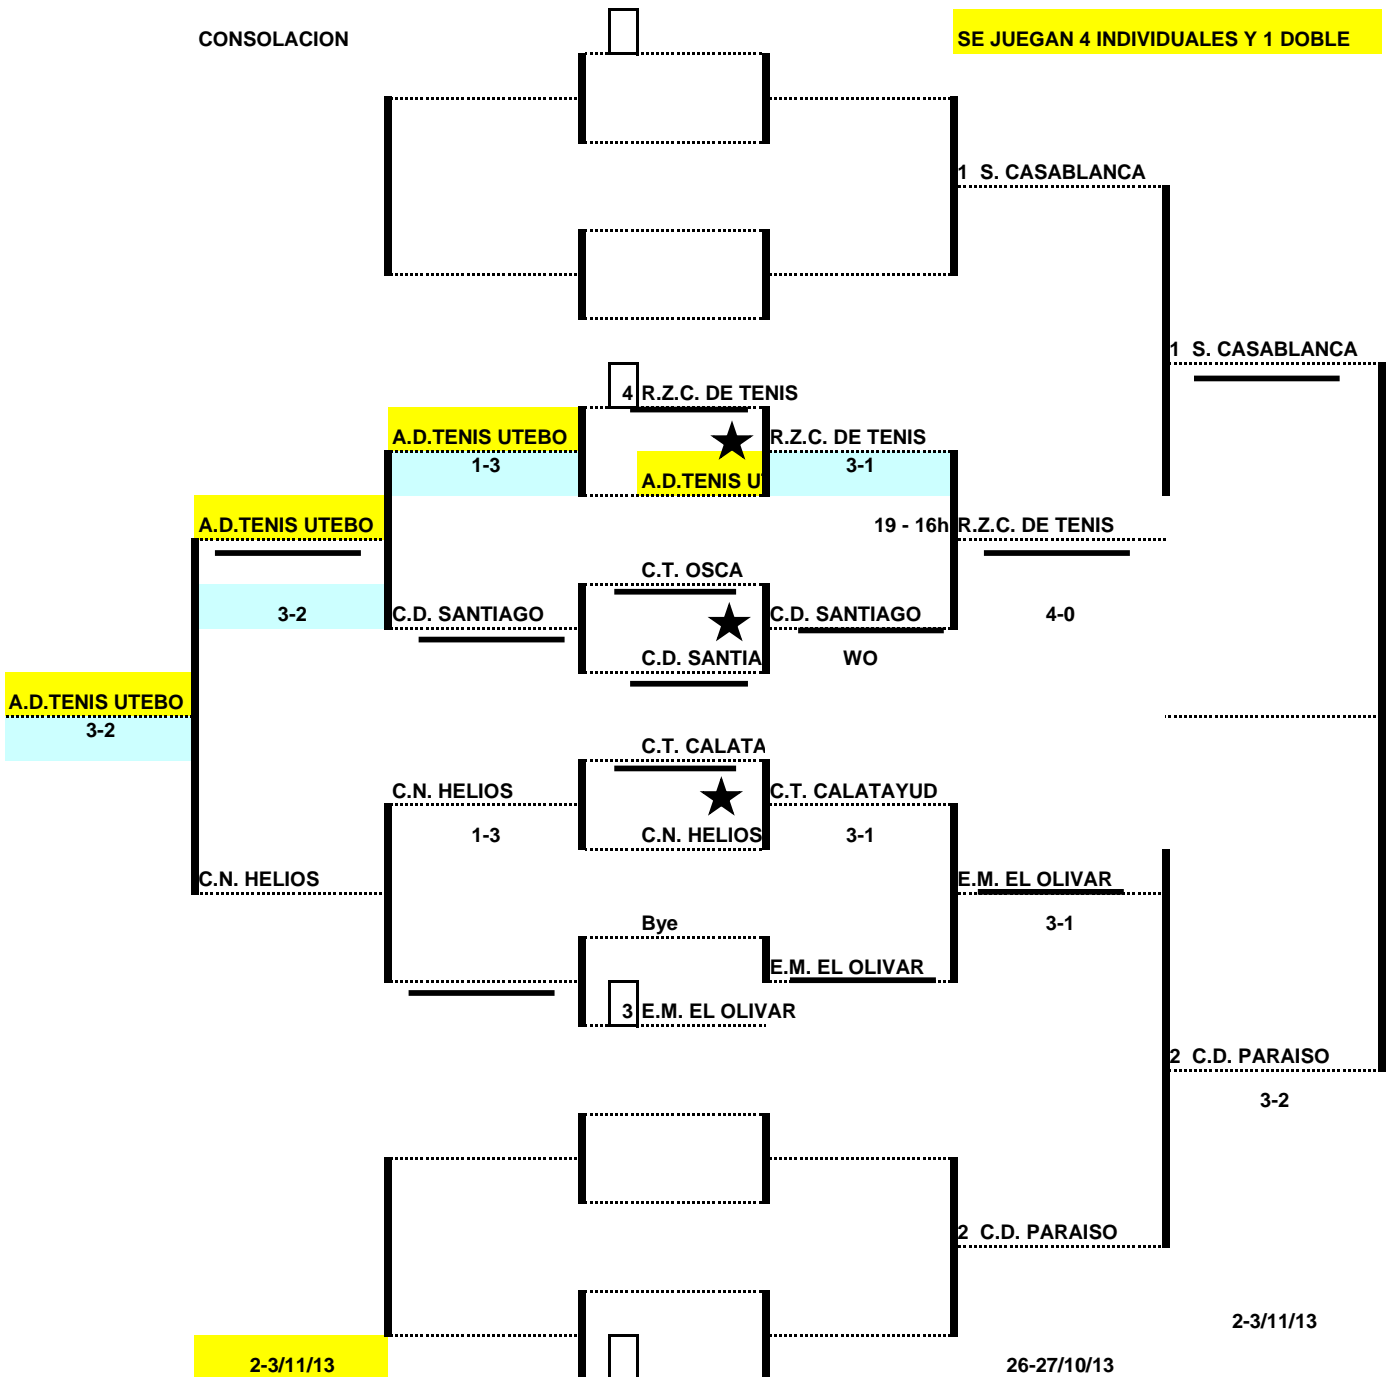 CONSOLACION
SE JUEGAN 4 INDIVIDUALES Y 1 DOBLE
1 S. CASABLANCA
1 S. CASABLANCA
4 R.Z.C. DE TENIS
A.D.TENIS UTEBO
R.Z.C. DE TENIS
1-3
3-1
A.D.TENIS U
A.D.TENIS UTEBO
19 - 16h
R.Z.C. DE TENIS
C.T. OSCA
3-2
C.D. SANTIAGO
C.D. SANTIAGO
4-0
C.D. SANTIA
WO
A.D.TENIS UTEBO
3-2
C.T. CALATA
C.N. HELIOS
C.T. CALATAYUD
1-3
C.N. HELIOS
3-1
C.N. HELIOS
E.M. EL OLIVAR
Bye
3-1
E.M. EL OLIVAR
3 E.M. EL OLIVAR
2 C.D. PARAISO
3-2
2 C.D. PARAISO
2-3/11/13
2-3/11/13
26-27/10/13